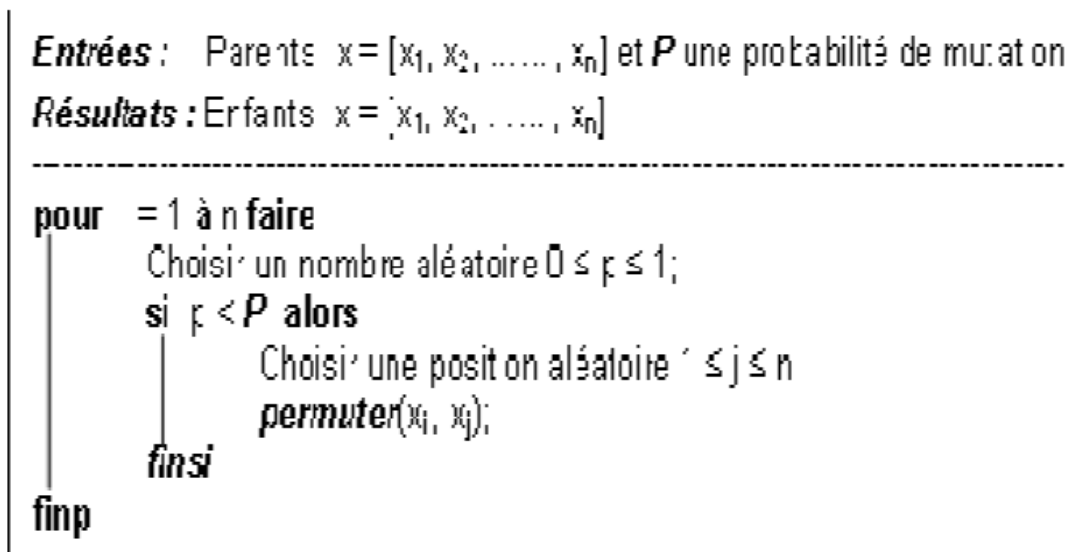 Entrées : Parents x = [x1, x2, ......, xn] et P une probabilité de mutation
Résultats : Enfants x = [x1, x2, ......, xn]
pour = 1 à n faire
Choisir un nombre aléatoire 0 ≤ p ≤ 1;
si p < P alors
Choisir une position aléatoire 1 ≤ j ≤ n
permuter(xi, xj);
finsi
finp